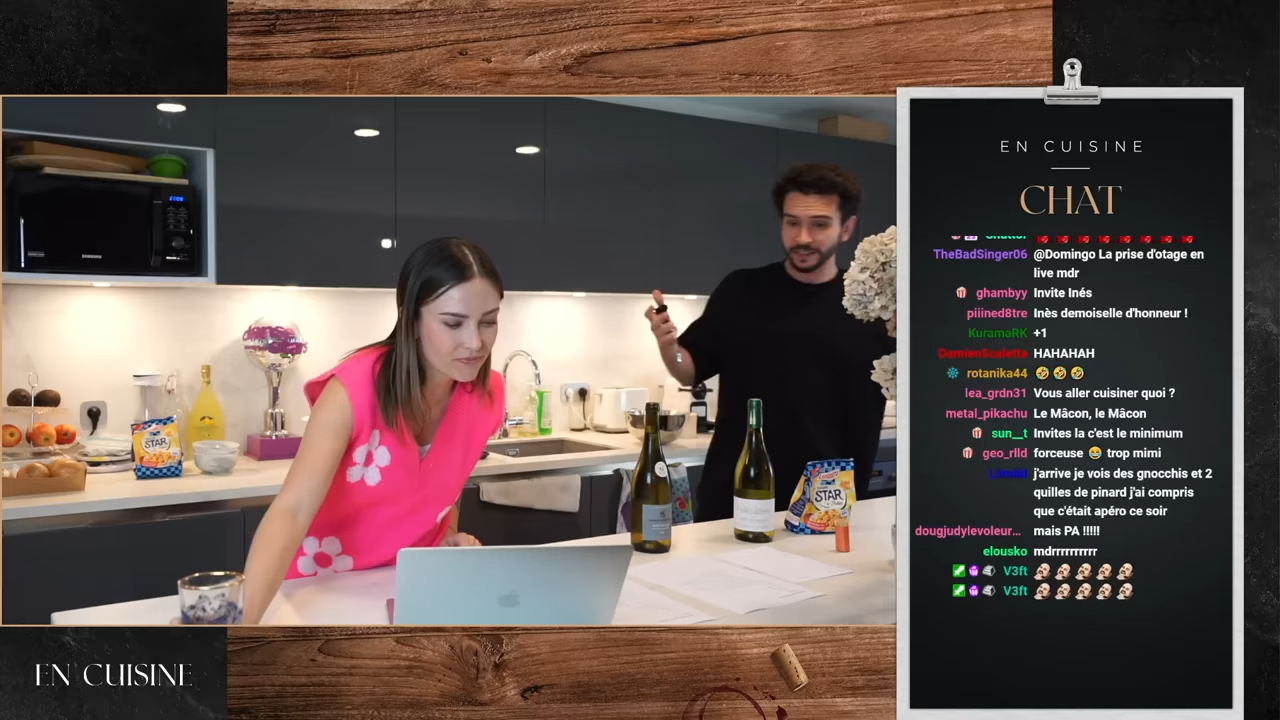 EN CUISINE
CHAT
TheBadSinger06 @Domingo La prise d'otage en
live mdr
ghambyy Invite Inés
piiined8tre Inès demoiselle d'honneur !
KuramaRK +1
DamienScaletta HAHAHAH
rotanika44 🤣 🤣 🤣
lea_grdn31 Vous aller cuisiner quoi ?
metal_pikachu Le Mâcon, le Mâcon
sun__t Invites la c'est le minimum
geo_rlld forceuse 😂 trop mimi
j'arrive je vois des gnocchis et 2
quilles de pinard j'ai compris
que c'était apéro ce soir
dougjudylevoleur... mais PA !!!!!
elousko mdrrrrrrrrrr
V3ft
V3ft
SAMSUNG
STAR
STAR
EN CUISINE